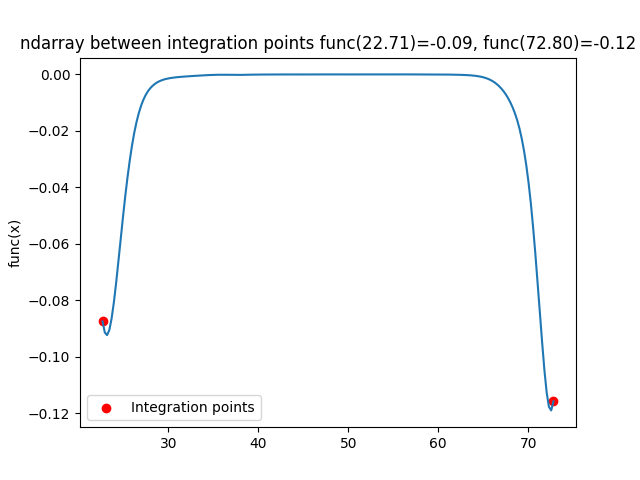 ndarray between integration points func(22.71)=-0.09, func(72.80)=-0.12
0.00
−0.02
−0.04
−0.06
−0.08
−0.10
−0.12
func(x)
Integration points
30 40 50 60 70